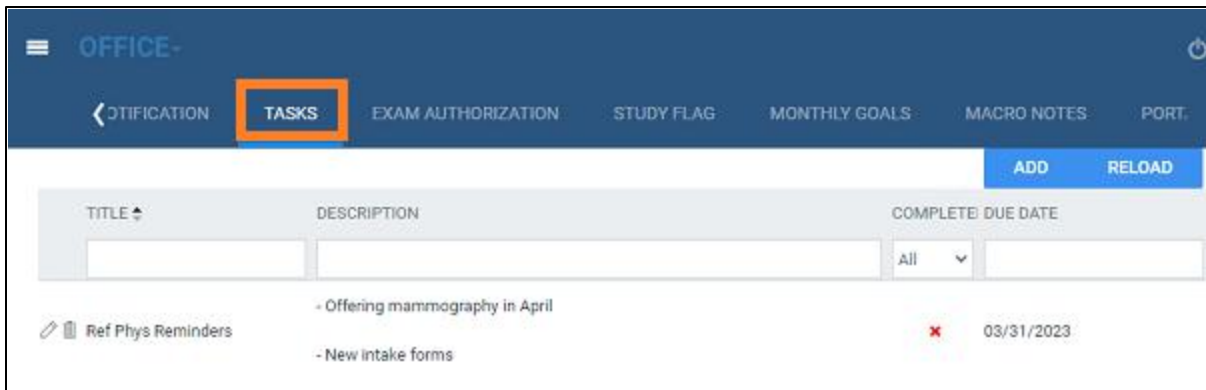 OFFICE-
OTIFICATION TASKS EXAM AUTHORIZATION STUDY FLAG MONTHLY GOALS MACRO NOTES PORT.
ADD RELOAD
TITLE DESCRIPTION COMPLETE DUE DATE
All
- Offering mammography in April
Ref Phys Reminders 03/31/2023
- New intake forms